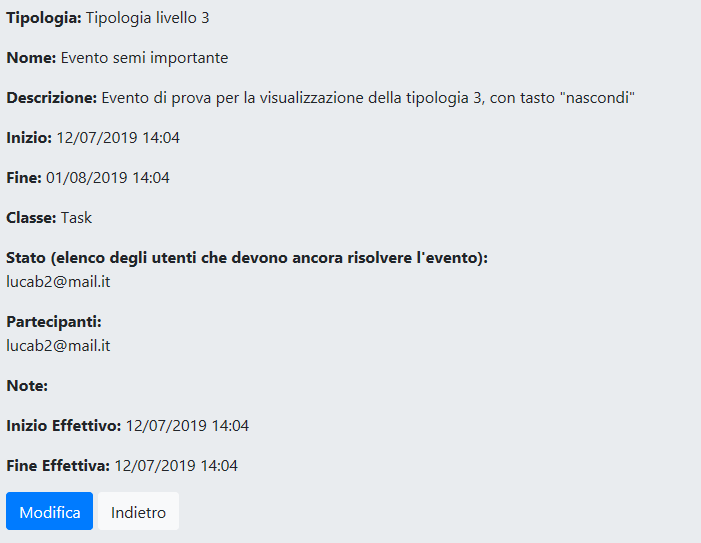 Tipologia: Tipologia livello 3
Nome: Evento semi importante
Descrizione: Evento di prova per la visualizzazione della tipologia 3, con tasto "nascondi"
Inizio: 12/07/2019 14:04
Fine: 01/08/2019 14:04
Classe: Task
Stato (elenco degli utenti che devono ancora risolvere l'evento):
lucab2@mail.it
Partecipanti:
lucab2@mail.it
Note:
Inizio Effettivo: 12/07/2019 14:04
Fine Effettiva: 12/07/2019 14:04
Modifica Indietro